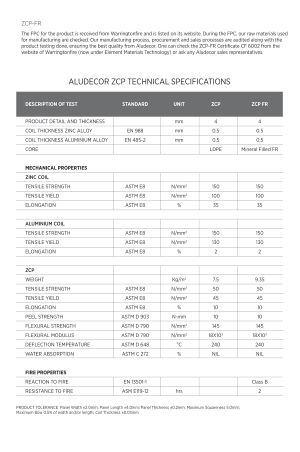 ZCP-FR
The FPC for the product is received from Warringtonfire and is listed on its website. During the FPC, our raw materials used
for manufacturing are checked. Our manufacturing process, procurement and sales processes are audited along with the
product testing done, ensuring the best quality from Aludecor. One can check the ZCP-FR Certificate CF 6002 from the
website of Warringtonfire (now under Element Materials Technology) or ask any Aludecor sales representatives.
ALUDECOR ZCP TECHNICAL SPECIFICATIONS
DESCRIPTION OF TEST STANDARD UNIT ZCP ZCP FR
PRODUCT DETAIL AND THICKNESS mm 4 4
COIL THICKNESS ZINC ALLOY EN 988 mm 0.5 0.5
COIL THICKNESS ALUMINIUM ALLOY EN 485-2 mm 0.5 0.5
CORE LDPE Mineral Filled FR
MECHANICAL PROPERTIES
ZINC COIL
TENSILE STRENGTH ASTM E8 N/mm² 150 150
TENSILE YIELD ASTM E8 N/mm² 100 100
ELONGATION ASTM E8 % 35 35
ALUMINIUM COIL
TENSILE STRENGTH ASTM E8 N/mm² 150 150
TENSILE YIELD ASTM E8 N/mm² 130 130
ELONGATION ASTM E8 % 2 2
ZCP
WEIGHT Kg/m² 7.5 9.35
TENSILE STRENGTH ASTM E8 N/mm² 50 50
TENSILE YIELD ASTM E8 N/mm² 45 45
ELONGATION ASTM E8 % 10 10
PEEL STRENGTH ASTM D 903 N-mm 10 10
FLEXURAL STRENGTH ASTM D 790 N/mm² 145 145
FLEXURAL MODULUS ASTM D 790 N/mm² 18X10³ 18X10³
DEFLECTION TEMPERATURE ASTM D 648 °C 240 240
WATER ABSORPTION ASTM C 272 % NIL NIL
FIRE PROPERTIES
REACTION TO FIRE EN 13501-1 Class B
RESISTANCE TO FIRE ASM E119-12 hrs 2
PRODUCT TOLERANCE: Panel Width ±2.0mm; Panel Length ±4.0mm; Panel Thickness ±0.2mm; Maximum Squareness 5.0mm;
Maximum Bow 0.5% of width and/or length; Coil Thickness ±0.05mm